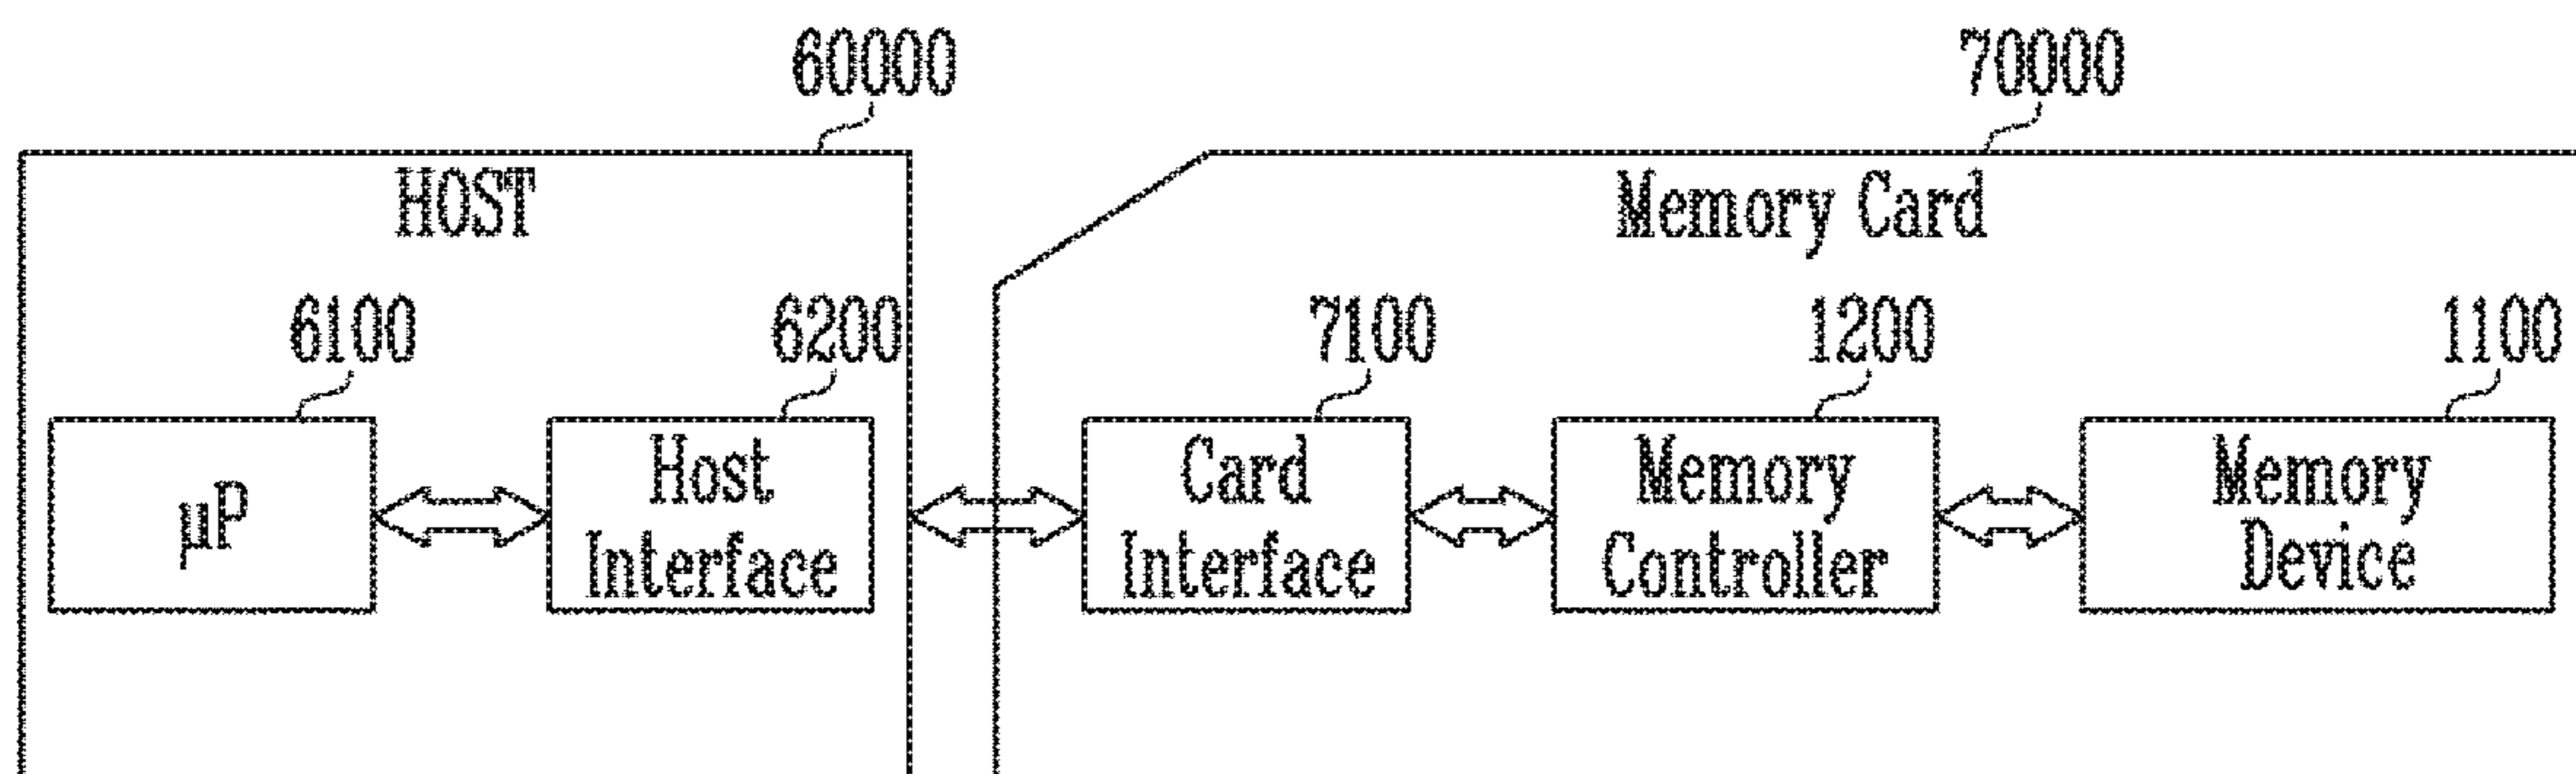 60000
70000
HOST
Memory Card
6100
6200
7100
1200
1100
μP
Host
Interface
Card
Interface
Memory
Controller
Memory
Device